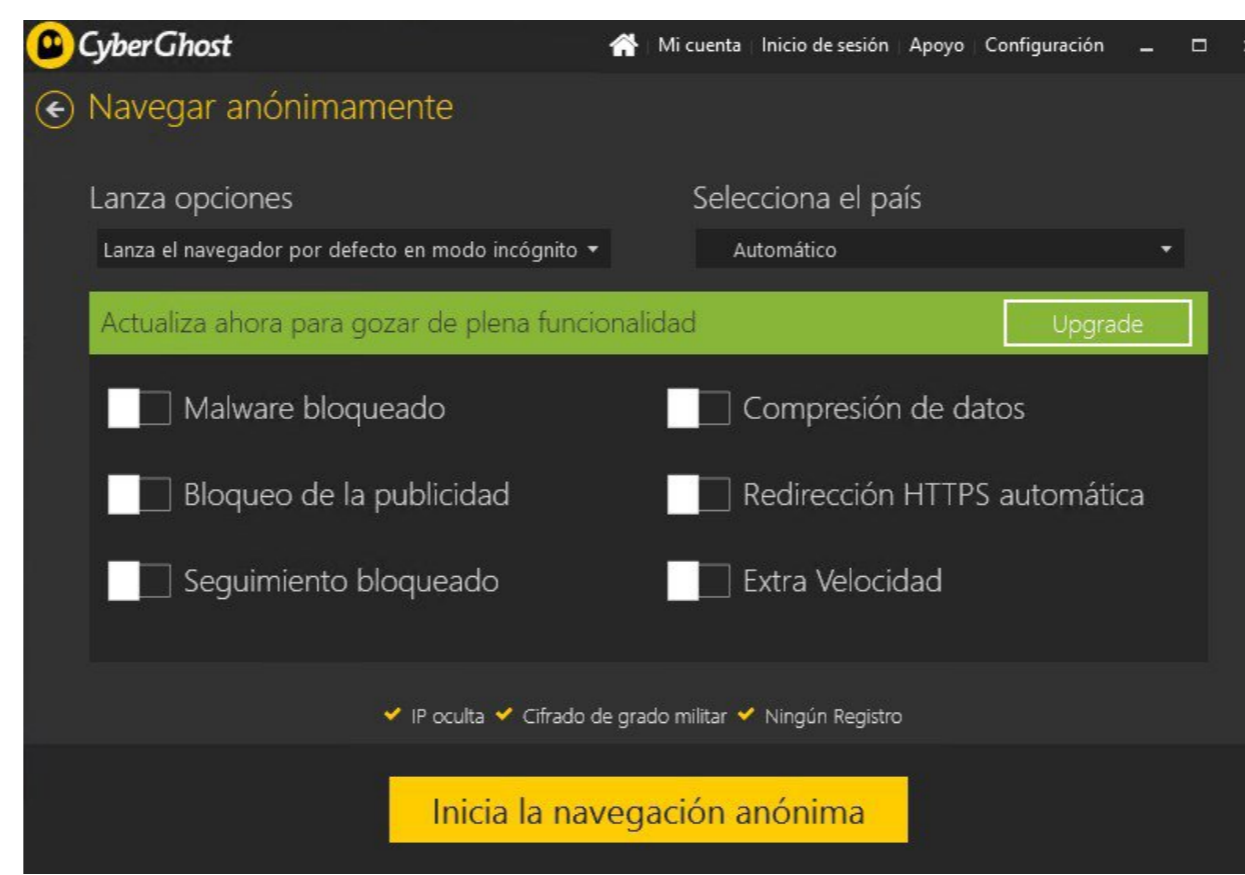 CyberGhost
Mi cuenta Inicio de sesión Apoyo Configuración
Navegar anónimamente
Lanza opciones
Selecciona el país
Lanza el navegador por defecto en modo incógnito
Automático
Actualiza ahora para gozar de plena funcionalidad
Upgrade
Malware bloqueado
Compresión de datos
Bloqueo de la publicidad
Redirección HTTPS automática
Seguimiento bloqueado
Extra Velocidad
IP oculta Cifrado de grado militar Ningún Registro
Inicia la navegación anónima